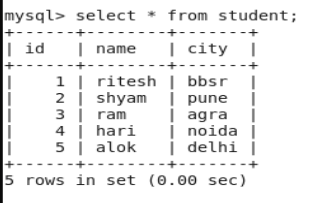 mysql> select * from student;
+------+--------+-------+
| id   | name   | city  |
+------+--------+-------+
|    1 | ritesh | bbsr  |
|    2 | shyam  | pune  |
|    3 | ram    | agra  |
|    4 | hari   | noida |
|    5 | alok   | delhi |
+------+--------+-------+
5 rows in set (0.00 sec)